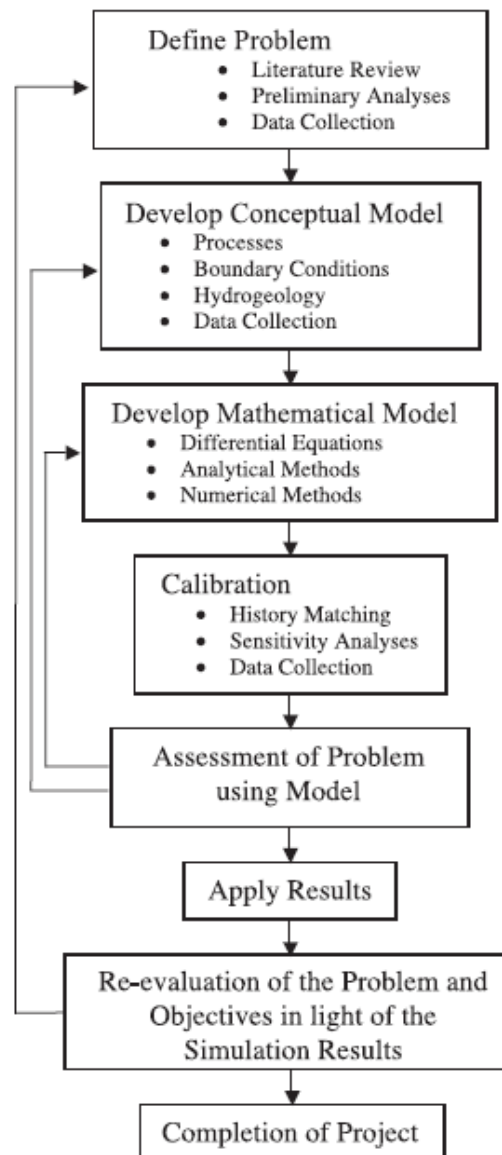 Define Problem
• Literature Review
• Preliminary Analyses
• Data Collection
Develop Conceptual Model
• Processes
• Boundary Conditions
• Hydrogeology
• Data Collection
Develop Mathematical Model
• Differential Equations
• Analytical Methods
• Numerical Methods
Calibration
• History Matching
• Sensitivity Analyses
• Data Collection
Assessment of Problem
using Model
Apply Results
Re-evaluation of the Problem and
Objectives in light of the
Simulation Results
Completion of Project